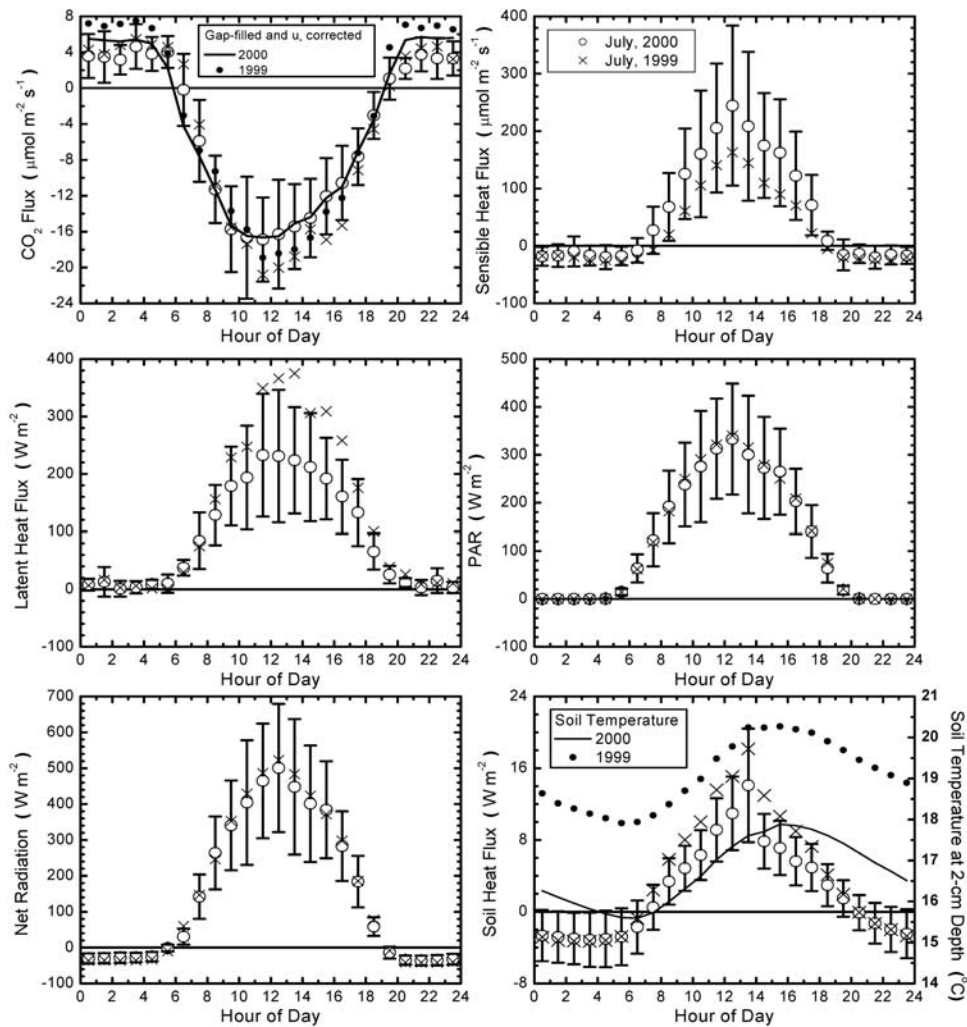 8
4
0
-4
-8
-12
-16
-20
-24
CO2 Flux ( μmol m-2 s-1)
Gap-filled and u* corrected
2000
1999
0 2 4 6 8 10 12 14 16 18 20 22 24
Hour of Day
400
300
200
100
0
-100
Sensible Heat Flux ( μmol m-2 s-1)
July, 2000
July, 1999
0 2 4 6 8 10 12 14 16 18 20 22 24
Hour of Day
400
300
200
100
0
-100
Latent Heat Flux ( W m-2)
0 2 4 6 8 10 12 14 16 18 20 22 24
Hour of Day
500
400
300
200
100
0
-100
PAR ( W m-2)
0 2 4 6 8 10 12 14 16 18 20 22 24
Hour of Day
700
600
500
400
300
200
100
0
-100
Net Radiation ( W m-2)
0 2 4 6 8 10 12 14 16 18 20 22 24
Hour of Day
24
16
8
0
-8
Soil Heat Flux ( W m-2)
Soil Temperature
2000
1999
21
20
19
18
17
16
15
14
Soil Temperature at 2-cm Depth (°C)
0 2 4 6 8 10 12 14 16 18 20 22 24
Hour of Day